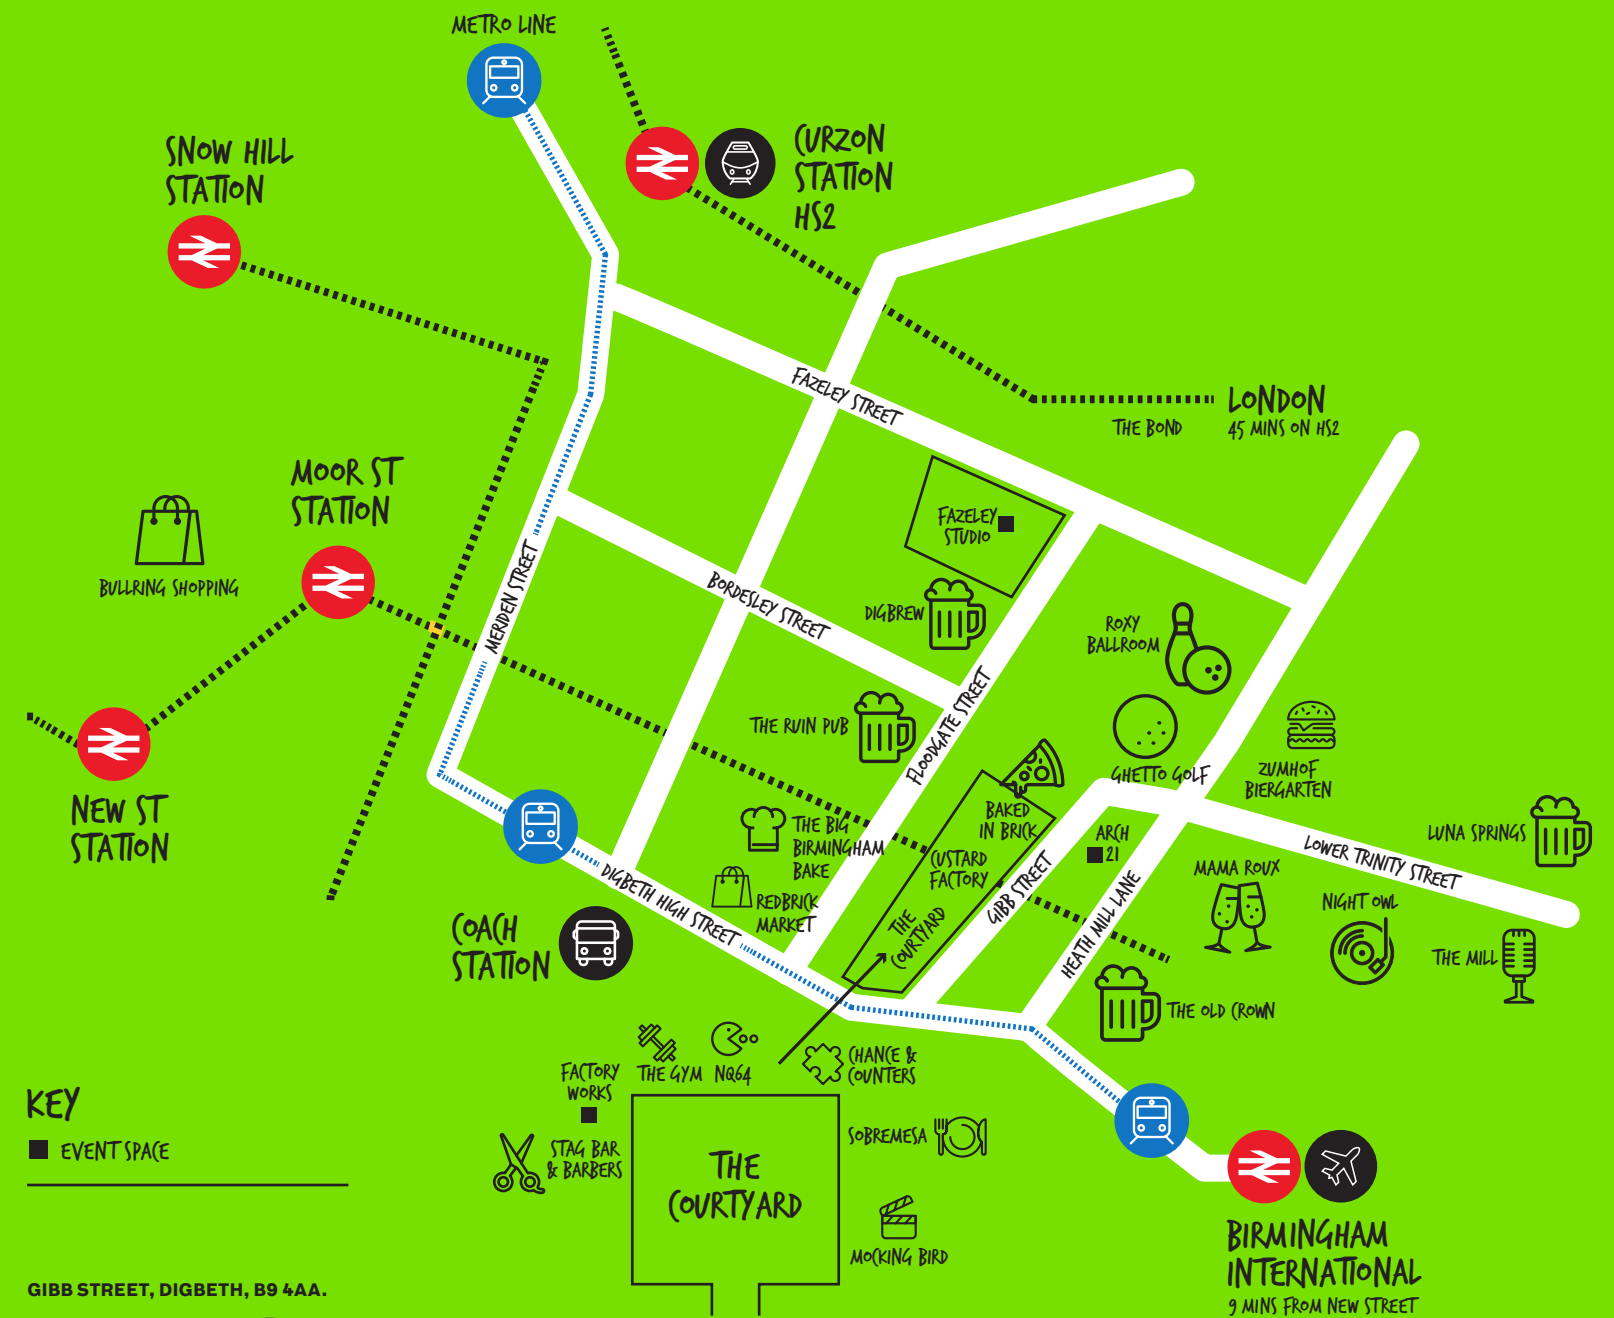 METRO LINE
SNOW HILL
STATION
CURZON
STATION
HS2
FAZELEY STREET
LONDON
45 MINS ON HS2
THE BOND
MOOR ST
STATION
BULLRING SHOPPING
MERIDEN STREET
FAZELEY
STUDIO
BORDESLEY STREET
DIGBREW
ROXY
BALLROOM
THE RUIN PUB
FLOODGATE STREET
GHETTO GOLF
ZUMHOF
BIERGARTEN
NEW ST
STATION
BAKED
IN BRICK
THE BIG
BIRMINGHAM
BAKE
CUSTARD
FACTORY
ARCH
21
LUNA SPRINGS
LOWER TRINITY STREET
MAMA ROUX
GIBB STREET
HEATH MILL LANE
REDBRICK
MARKET
DIGBETH HIGH STREET
THE
COURTYARD
NIGHT OWL
THE MILL
COACH
STATION
THE OLD CROWN
FACTORY
WORKS
THE GYM
NQ64
CHANCE &
COUNTERS
KEY
EVENT SPACE
STAG BAR
& BARBERS
THE
COURTYARD
SOBREMESA
MOCKING BIRD
BIRMINGHAM
INTERNATIONAL
9 MINS FROM NEW STREET
GIBB STREET, DIGBETH, B9 4AA.